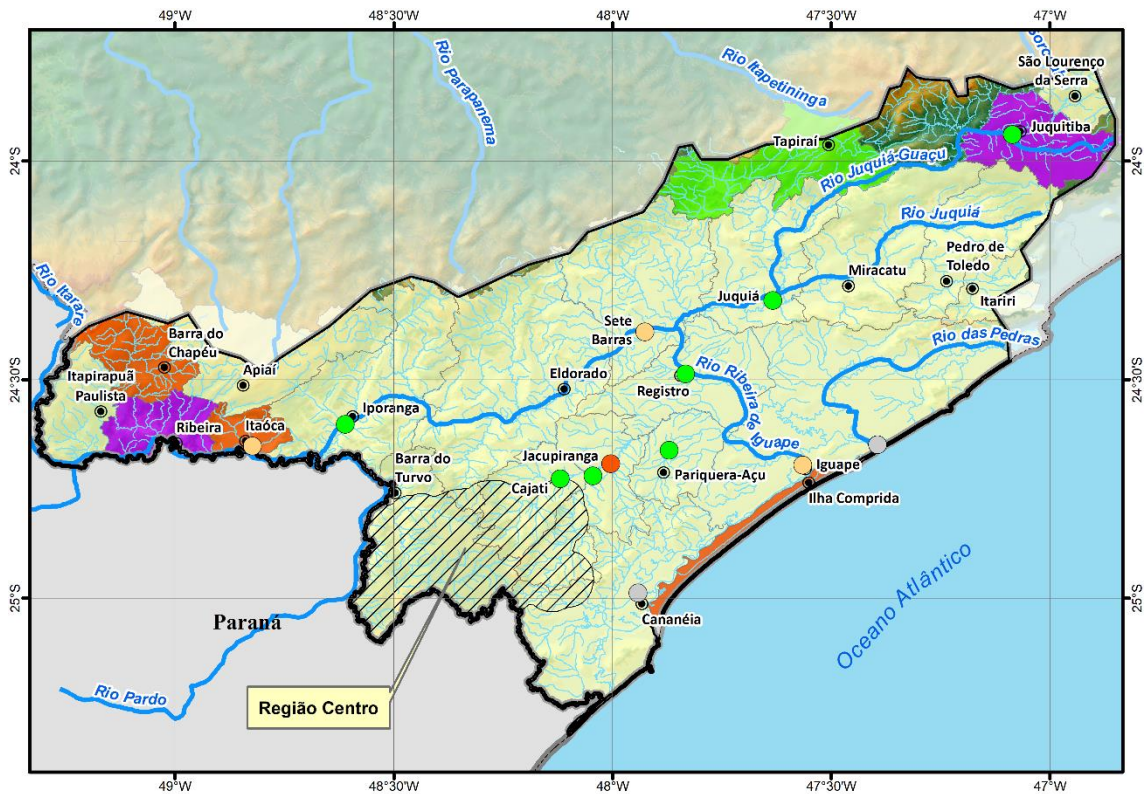 49°W
48°30'W
48°W
47°30'W
47°W
Rio Parapanema
Rio Itapetininga
São Lourenço
da Serra
Juquitiba
Tapiraí
24°S
24°S
Rio Juquiá-Guaçu
Rio Juquiá
Pedro de
Toledo
Miracatu
Itariri
Juquiá
Rio Itarare
Sete
Barras
Rio das Pedras
Barra do
Chapéu
Apiaí
Eldorado
Registro
24°30'S
24°30'S
Itapirapuã
Paulista
Iporanga
Rio Ribeira de Iguape
Ribeira
Itaóca
Jacupiranga
Iguape
Barra do
Turvo
Cajati
Pariquera-Açu
Ilha Comprida
25°S
25°S
Cananéia
Oceano Atlântico
Paraná
Rio Pardo
Região Centro
49°W
48°30'W
48°W
47°30'W
47°W